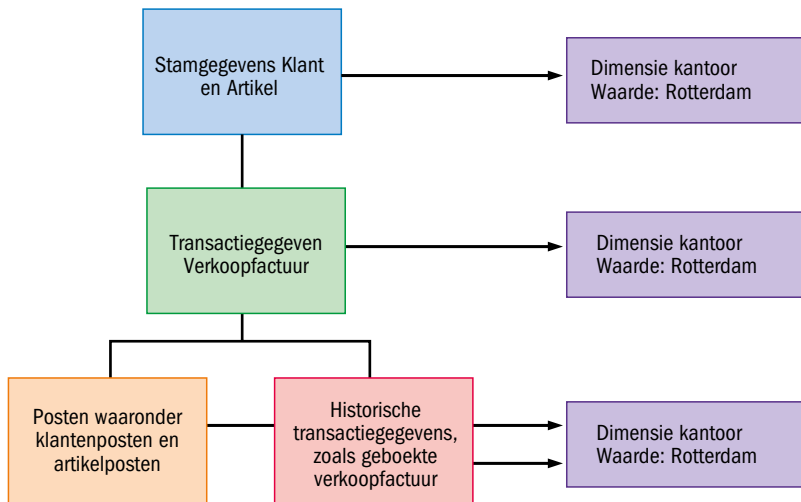 Stamgegevens Klant
en Artikel
Dimensie kantoor
Waarde: Rotterdam
Transactiegegeven
Verkoopfactuur
Dimensie kantoor
Waarde: Rotterdam
Posten waaronder
klantenposten en
artikelposten
Historische
transactiegegevens,
zoals geboekte
verkoopfactuur
Dimensie kantoor
Waarde: Rotterdam